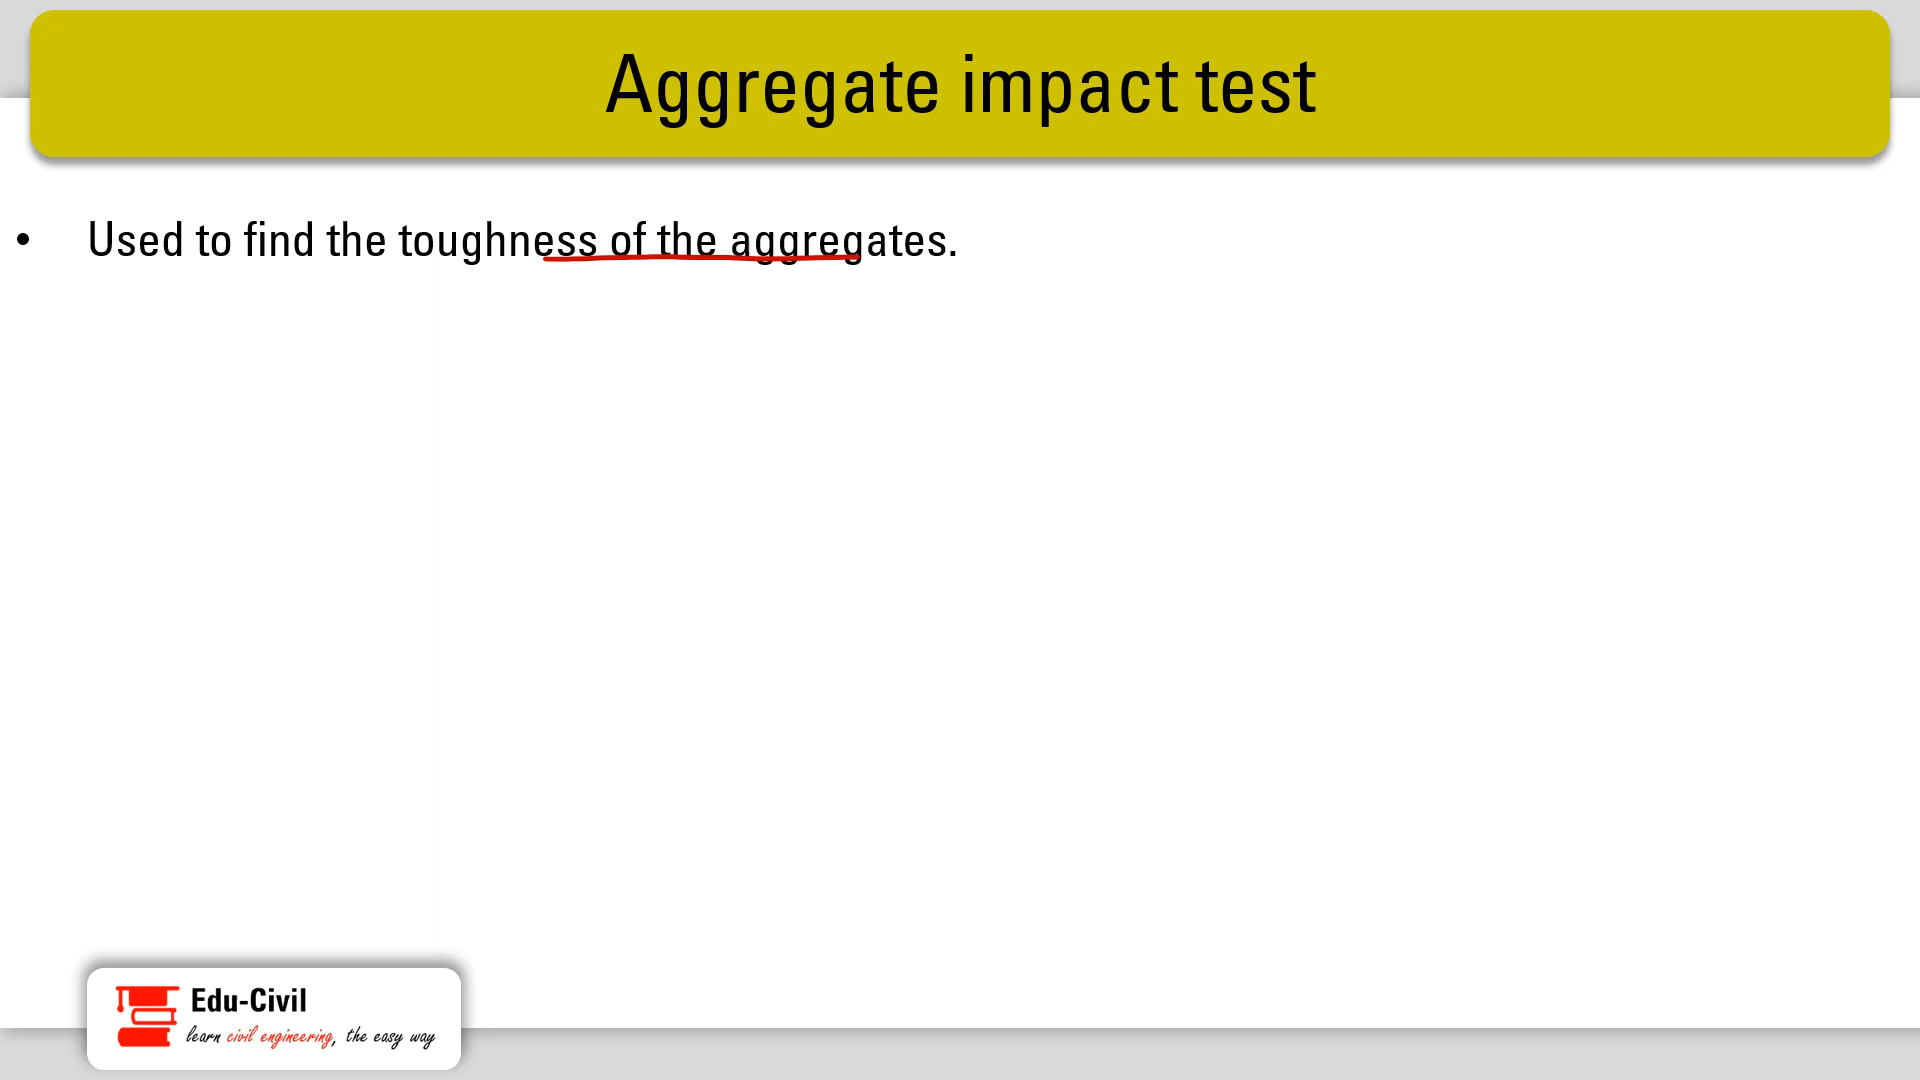 Aggregate impact test
• Used to find the toughness of the aggregates.
Edu-Civil
learn civil engineering, the easy way